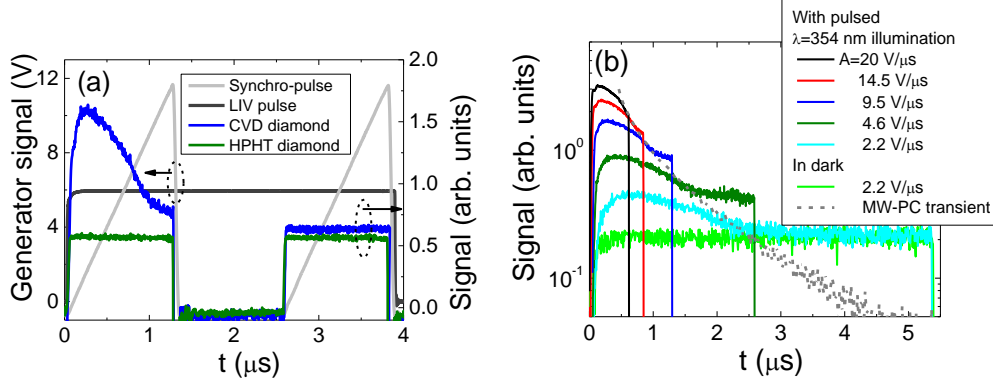 (a)
Generator signal (V)
12
8
4
0
Synchro-pulse
LIV pulse
CVD diamond
HPHT diamond
2.0
1.5
1.0
0.5
0.0
Signal (arb. units)
0 1 2 3 4
t (μs)
(b)
Signal (arb. units)
10⁰
10⁻¹
0 1 2 3 4 5
t (μs)
With pulsed
λ=354 nm illumination
A=20 V/μs
14.5 V/μs
9.5 V/μs
4.6 V/μs
2.2 V/μs
In dark
2.2 V/μs
MW-PC transient